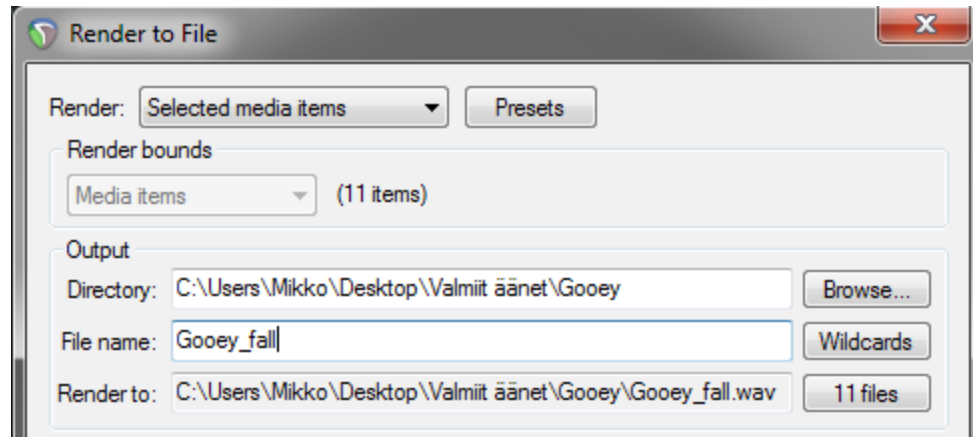 Render to File
Render: Selected media items Presets
Render bounds
Media items (11 items)
Output
Directory: C:\Users\Mikko\Desktop\Valmiit äänet\Gooey Browse...
File name: Gooey_fall Wildcards
Render to: C:\Users\Mikko\Desktop\Valmiit äänet\Gooey\Gooey_fall.wav 11 files